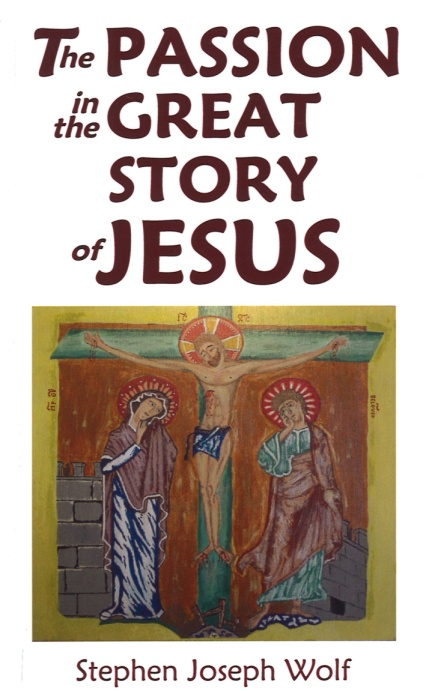 The PASSION
in the GREAT
STORY
of JESUS
Stephen Joseph Wolf